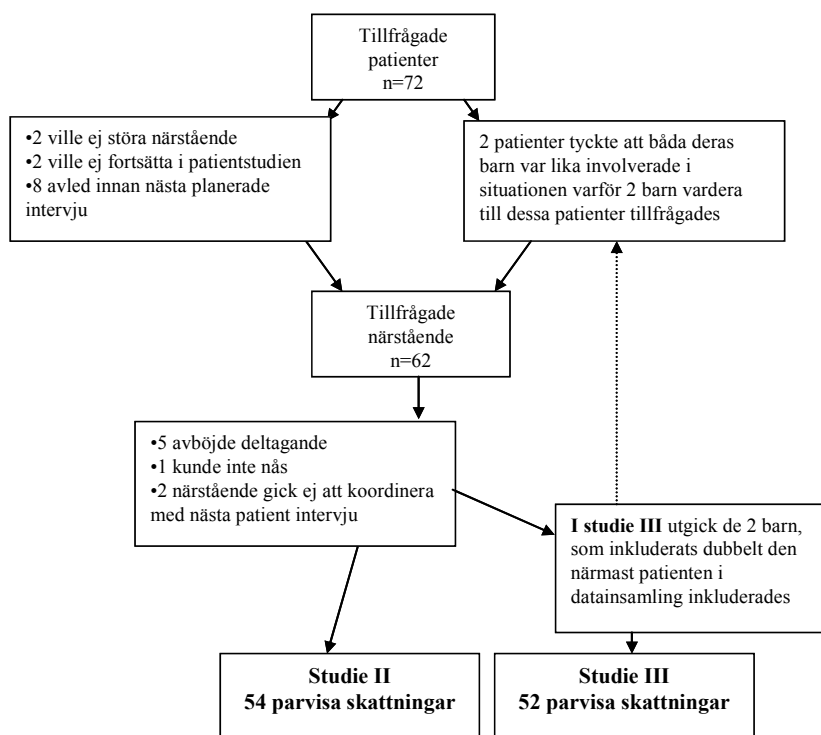 Tillfrågade
patienter
n=72
•2 ville ej störa närstående
•2 ville ej fortsätta i patientstudien
•8 avled innan nästa planerade
intervju
2 patienter tyckte att båda deras
barn var lika involverade i
situationen varför 2 barn vardera
till dessa patienter tillfrågades
Tillfrågade
närstående
n=62
•5 avböjde deltagande
•1 kunde inte nås
•2 närstående gick ej att koordinera
med nästa patient intervju
I studie III utgick de 2 barn,
som inkluderats dubbelt den
närmast patienten i
datainsamling inkluderades
Studie II
54 parvisa skattningar
Studie III
52 parvisa skattningar